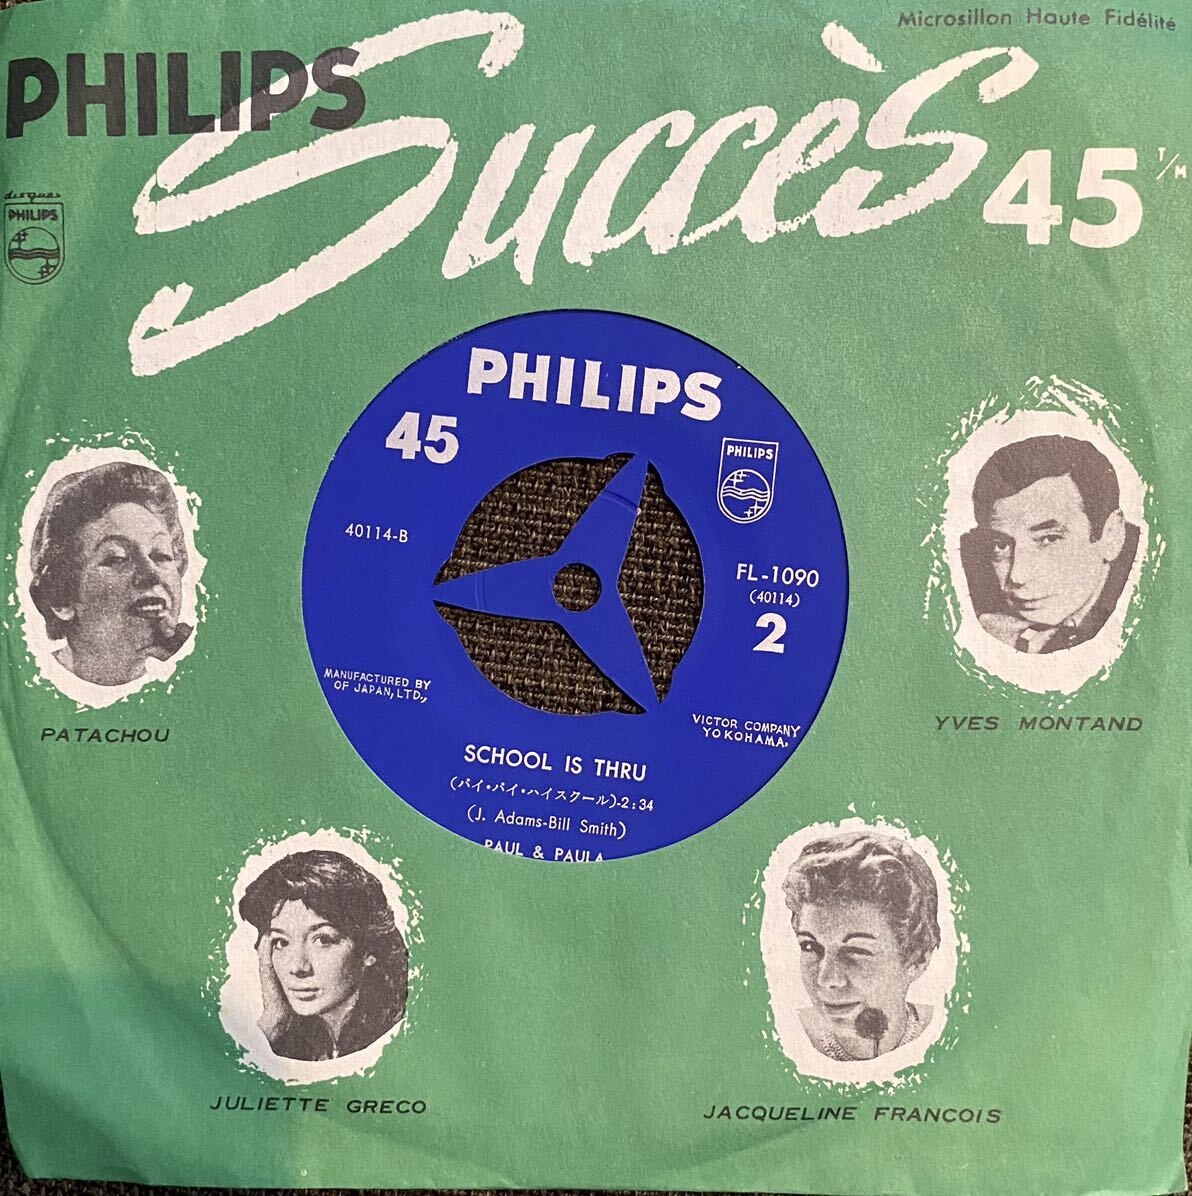 Microsillon Haute Fidélité
PHILIPS
Succès 45 T/M
disques
PHILIPS
PHILIPS
45
PHILIPS
40114-B
FL-1090
(40114)
2
MANUFACTURED BY
OF JAPAN, LTD.,
VICTOR COMPANY
YOKOHAMA.
SCHOOL IS THRU
(バイ・バイ・ハイスクール)-2:34
(J. Adams-Bill Smith)
PAUL & PAULA
PATACHOU
YVES MONTAND
JULIETTE GRECO
JACQUELINE FRANCOIS